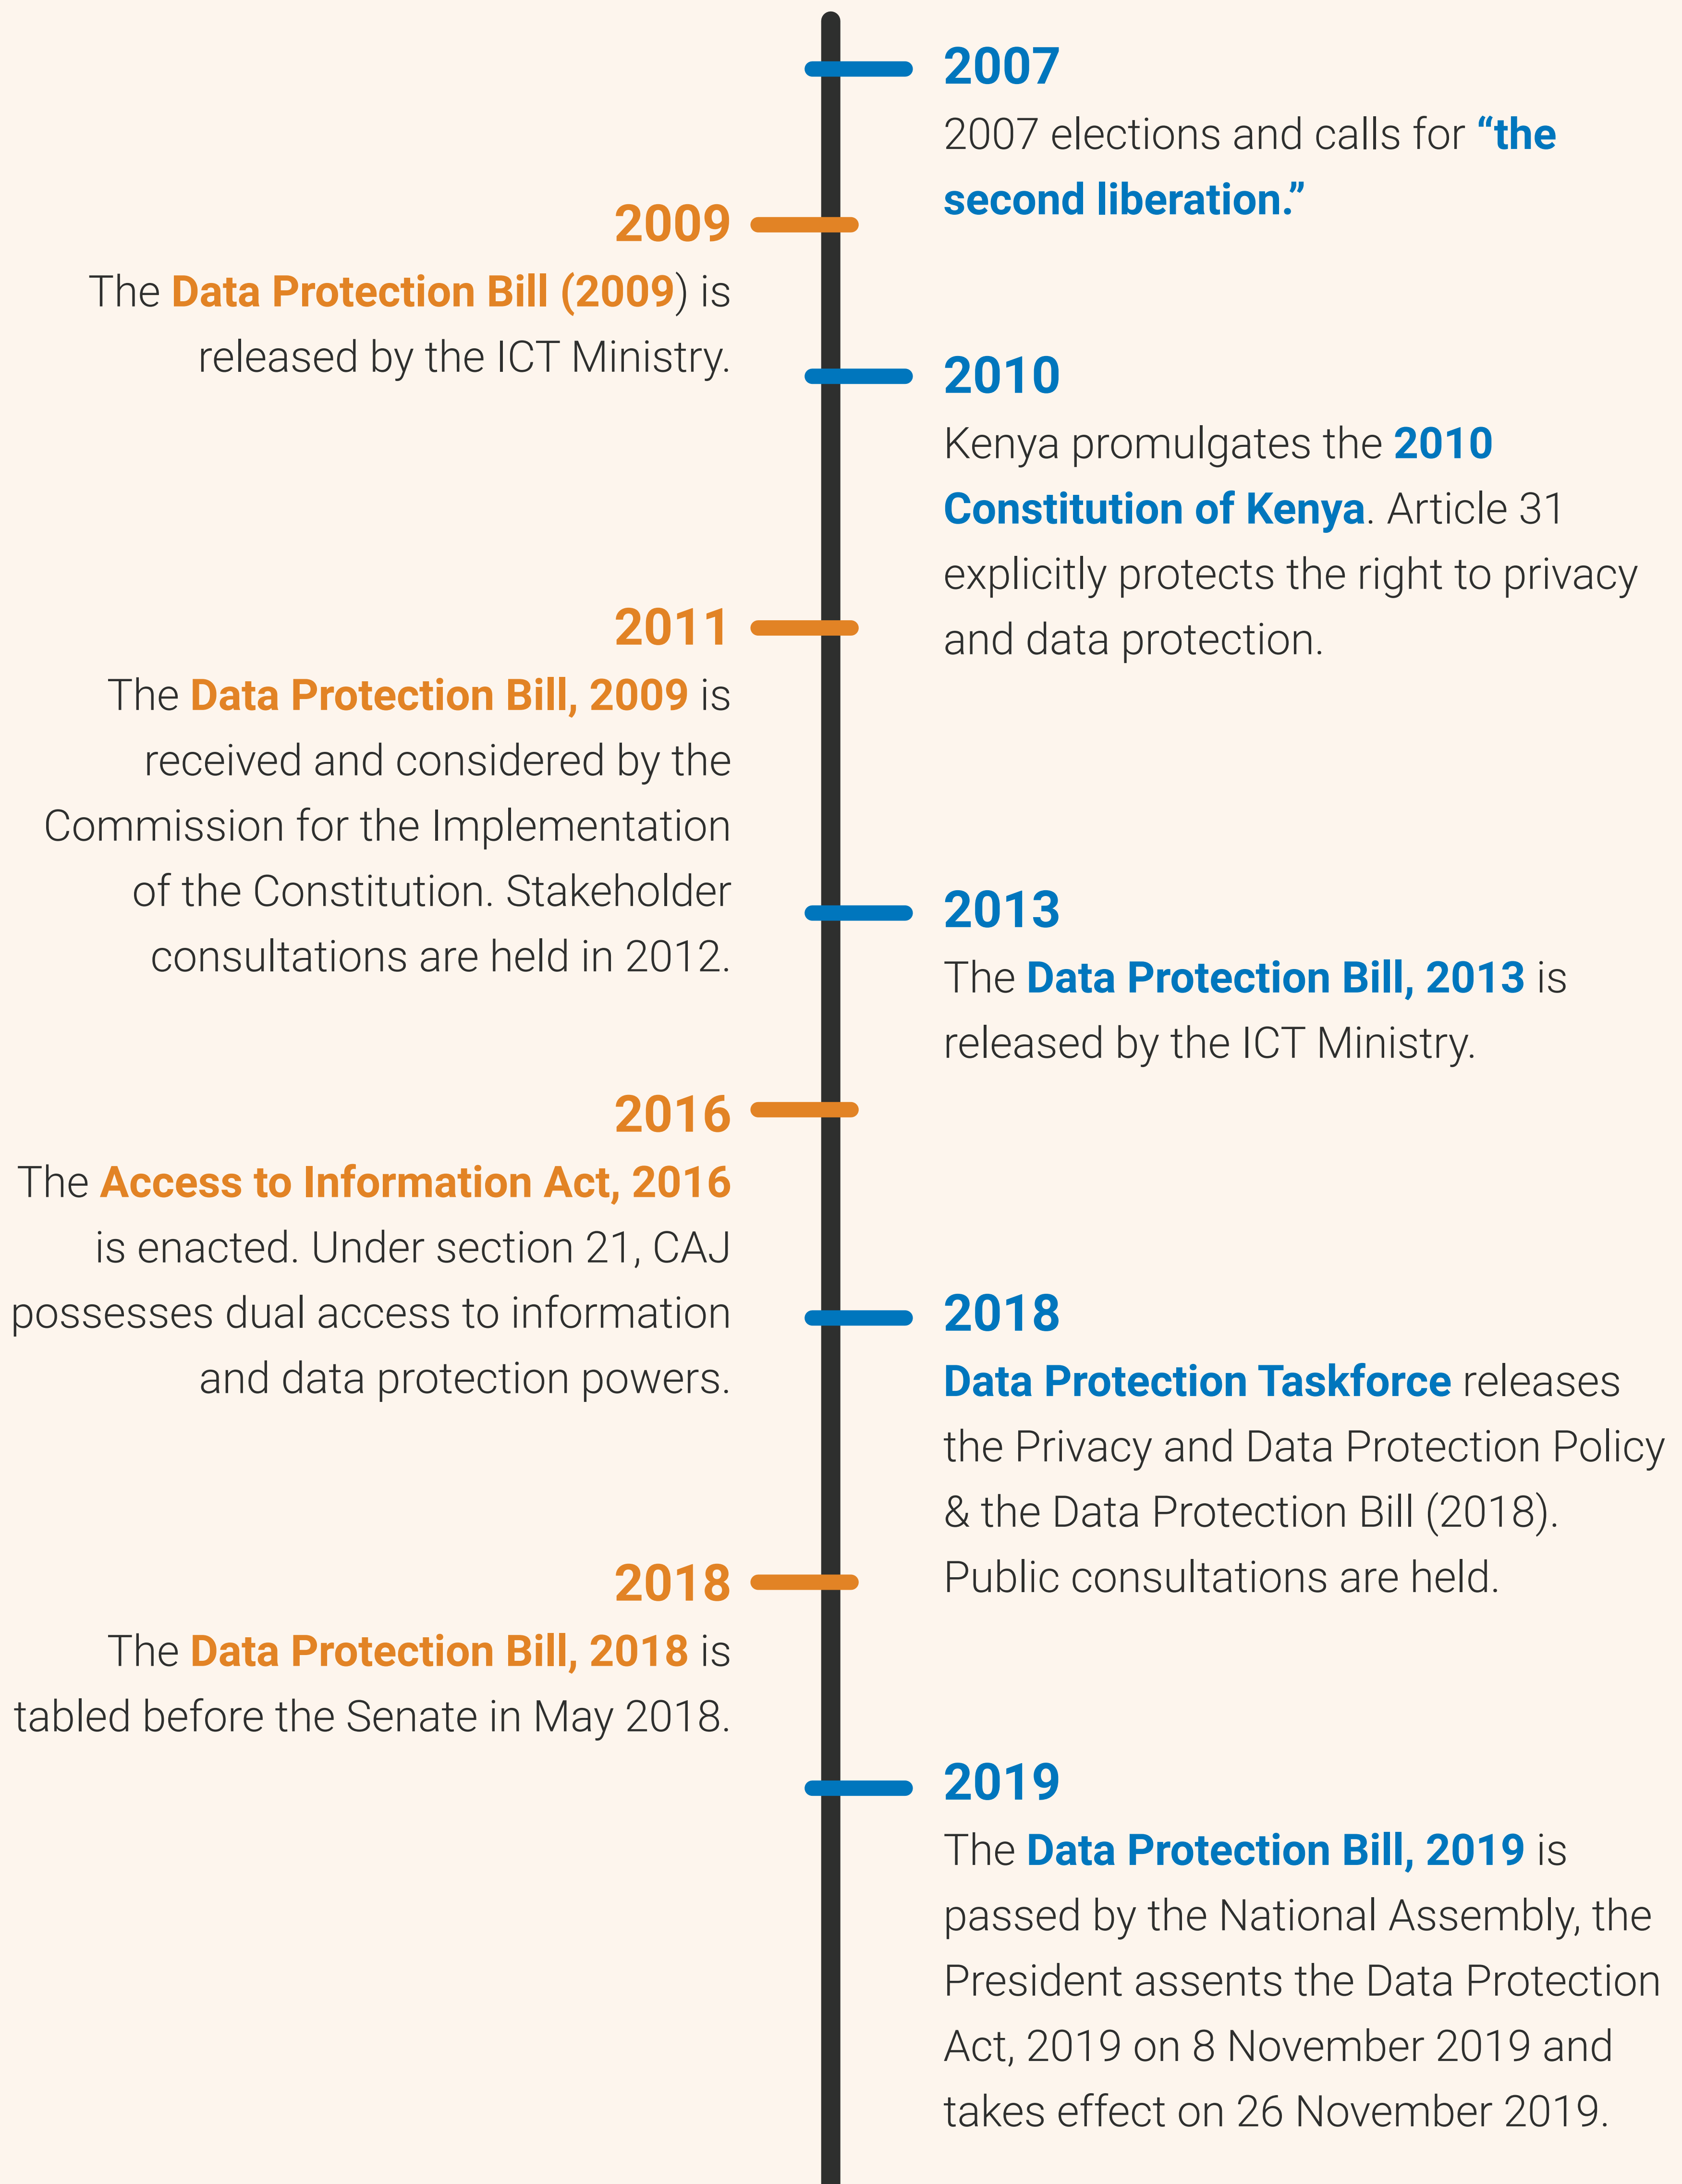 2007
2007 elections and calls for “the
second liberation.”
2009
The Data Protection Bill (2009) is
released by the ICT Ministry.
2010
Kenya promulgates the 2010
Constitution of Kenya. Article 31
explicitly protects the right to privacy
and data protection.
2011
The Data Protection Bill, 2009 is
received and considered by the
Commission for the Implementation
of the Constitution. Stakeholder
consultations are held in 2012.
2013
The Data Protection Bill, 2013 is
released by the ICT Ministry.
2016
The Access to Information Act, 2016
is enacted. Under section 21, CAJ
possesses dual access to information
and data protection powers.
2018
Data Protection Taskforce releases
the Privacy and Data Protection Policy
& the Data Protection Bill (2018).
Public consultations are held.
2018
The Data Protection Bill, 2018 is
tabled before the Senate in May 2018.
2019
The Data Protection Bill, 2019 is
passed by the National Assembly, the
President assents the Data Protection
Act, 2019 on 8 November 2019 and
takes effect on 26 November 2019.